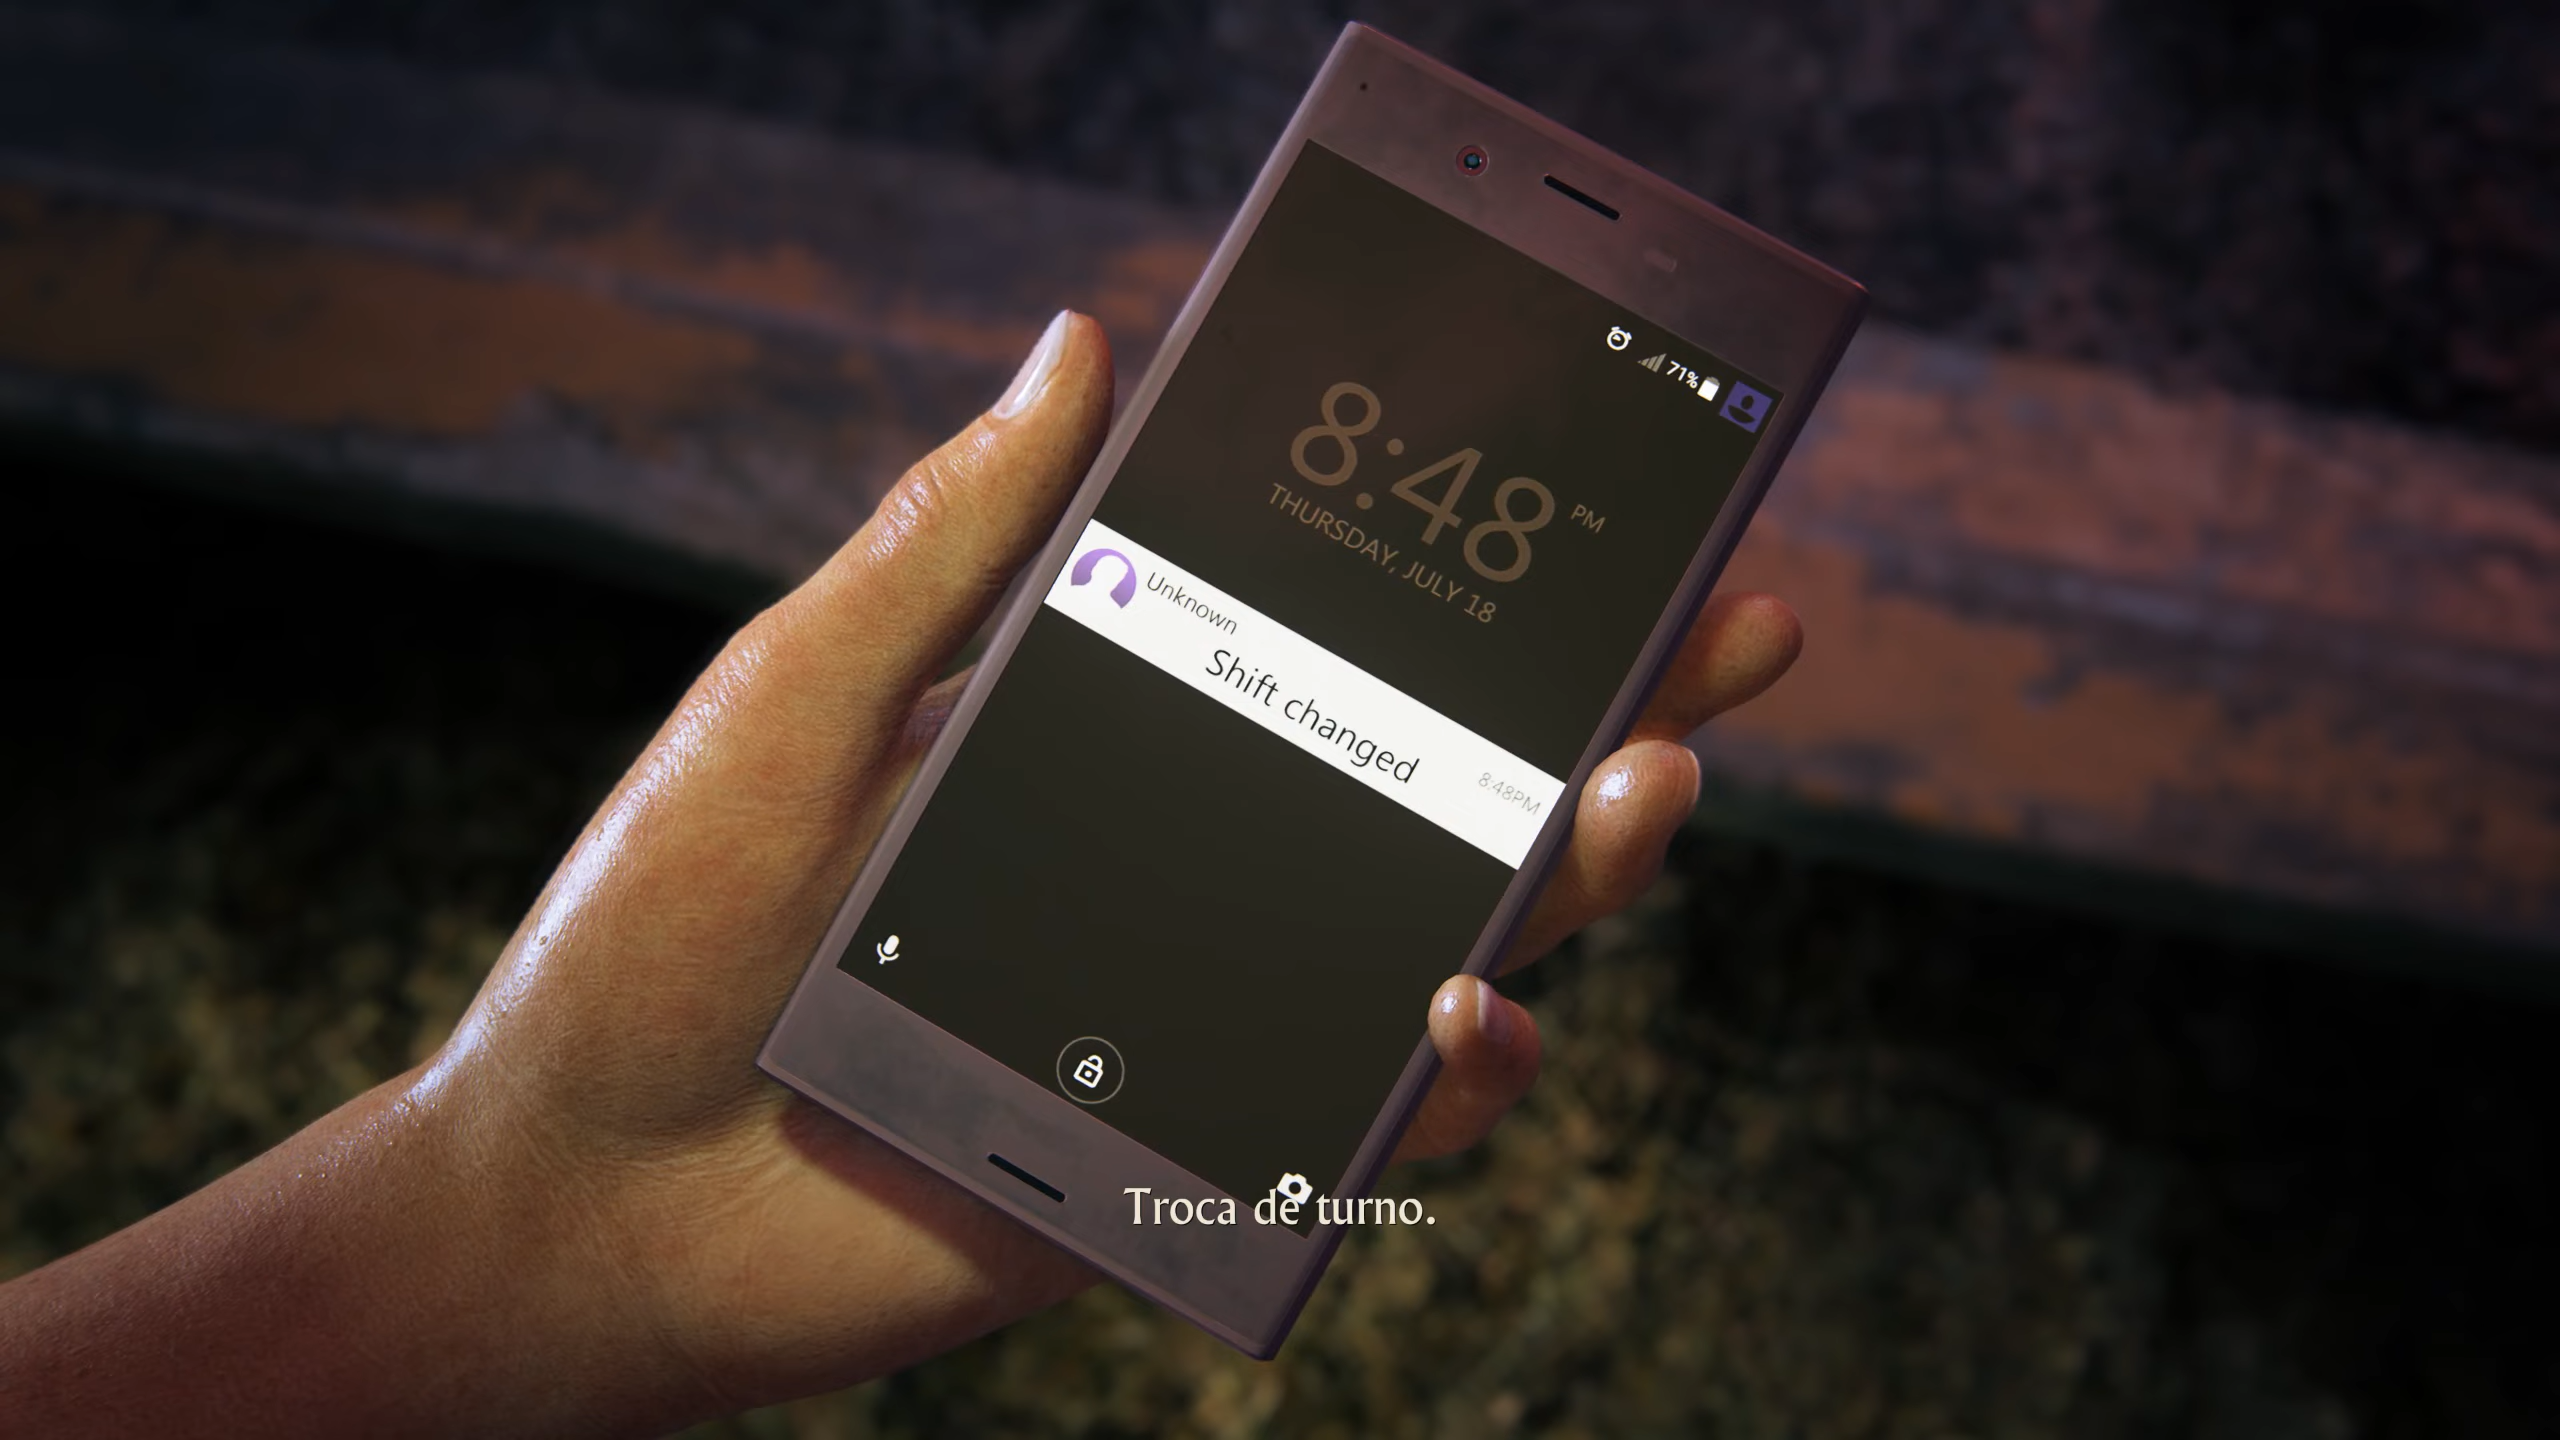 71%
8:48 PM
THURSDAY, JULY 18
Unknown
Shift changed
8:48PM
Troca de turno.